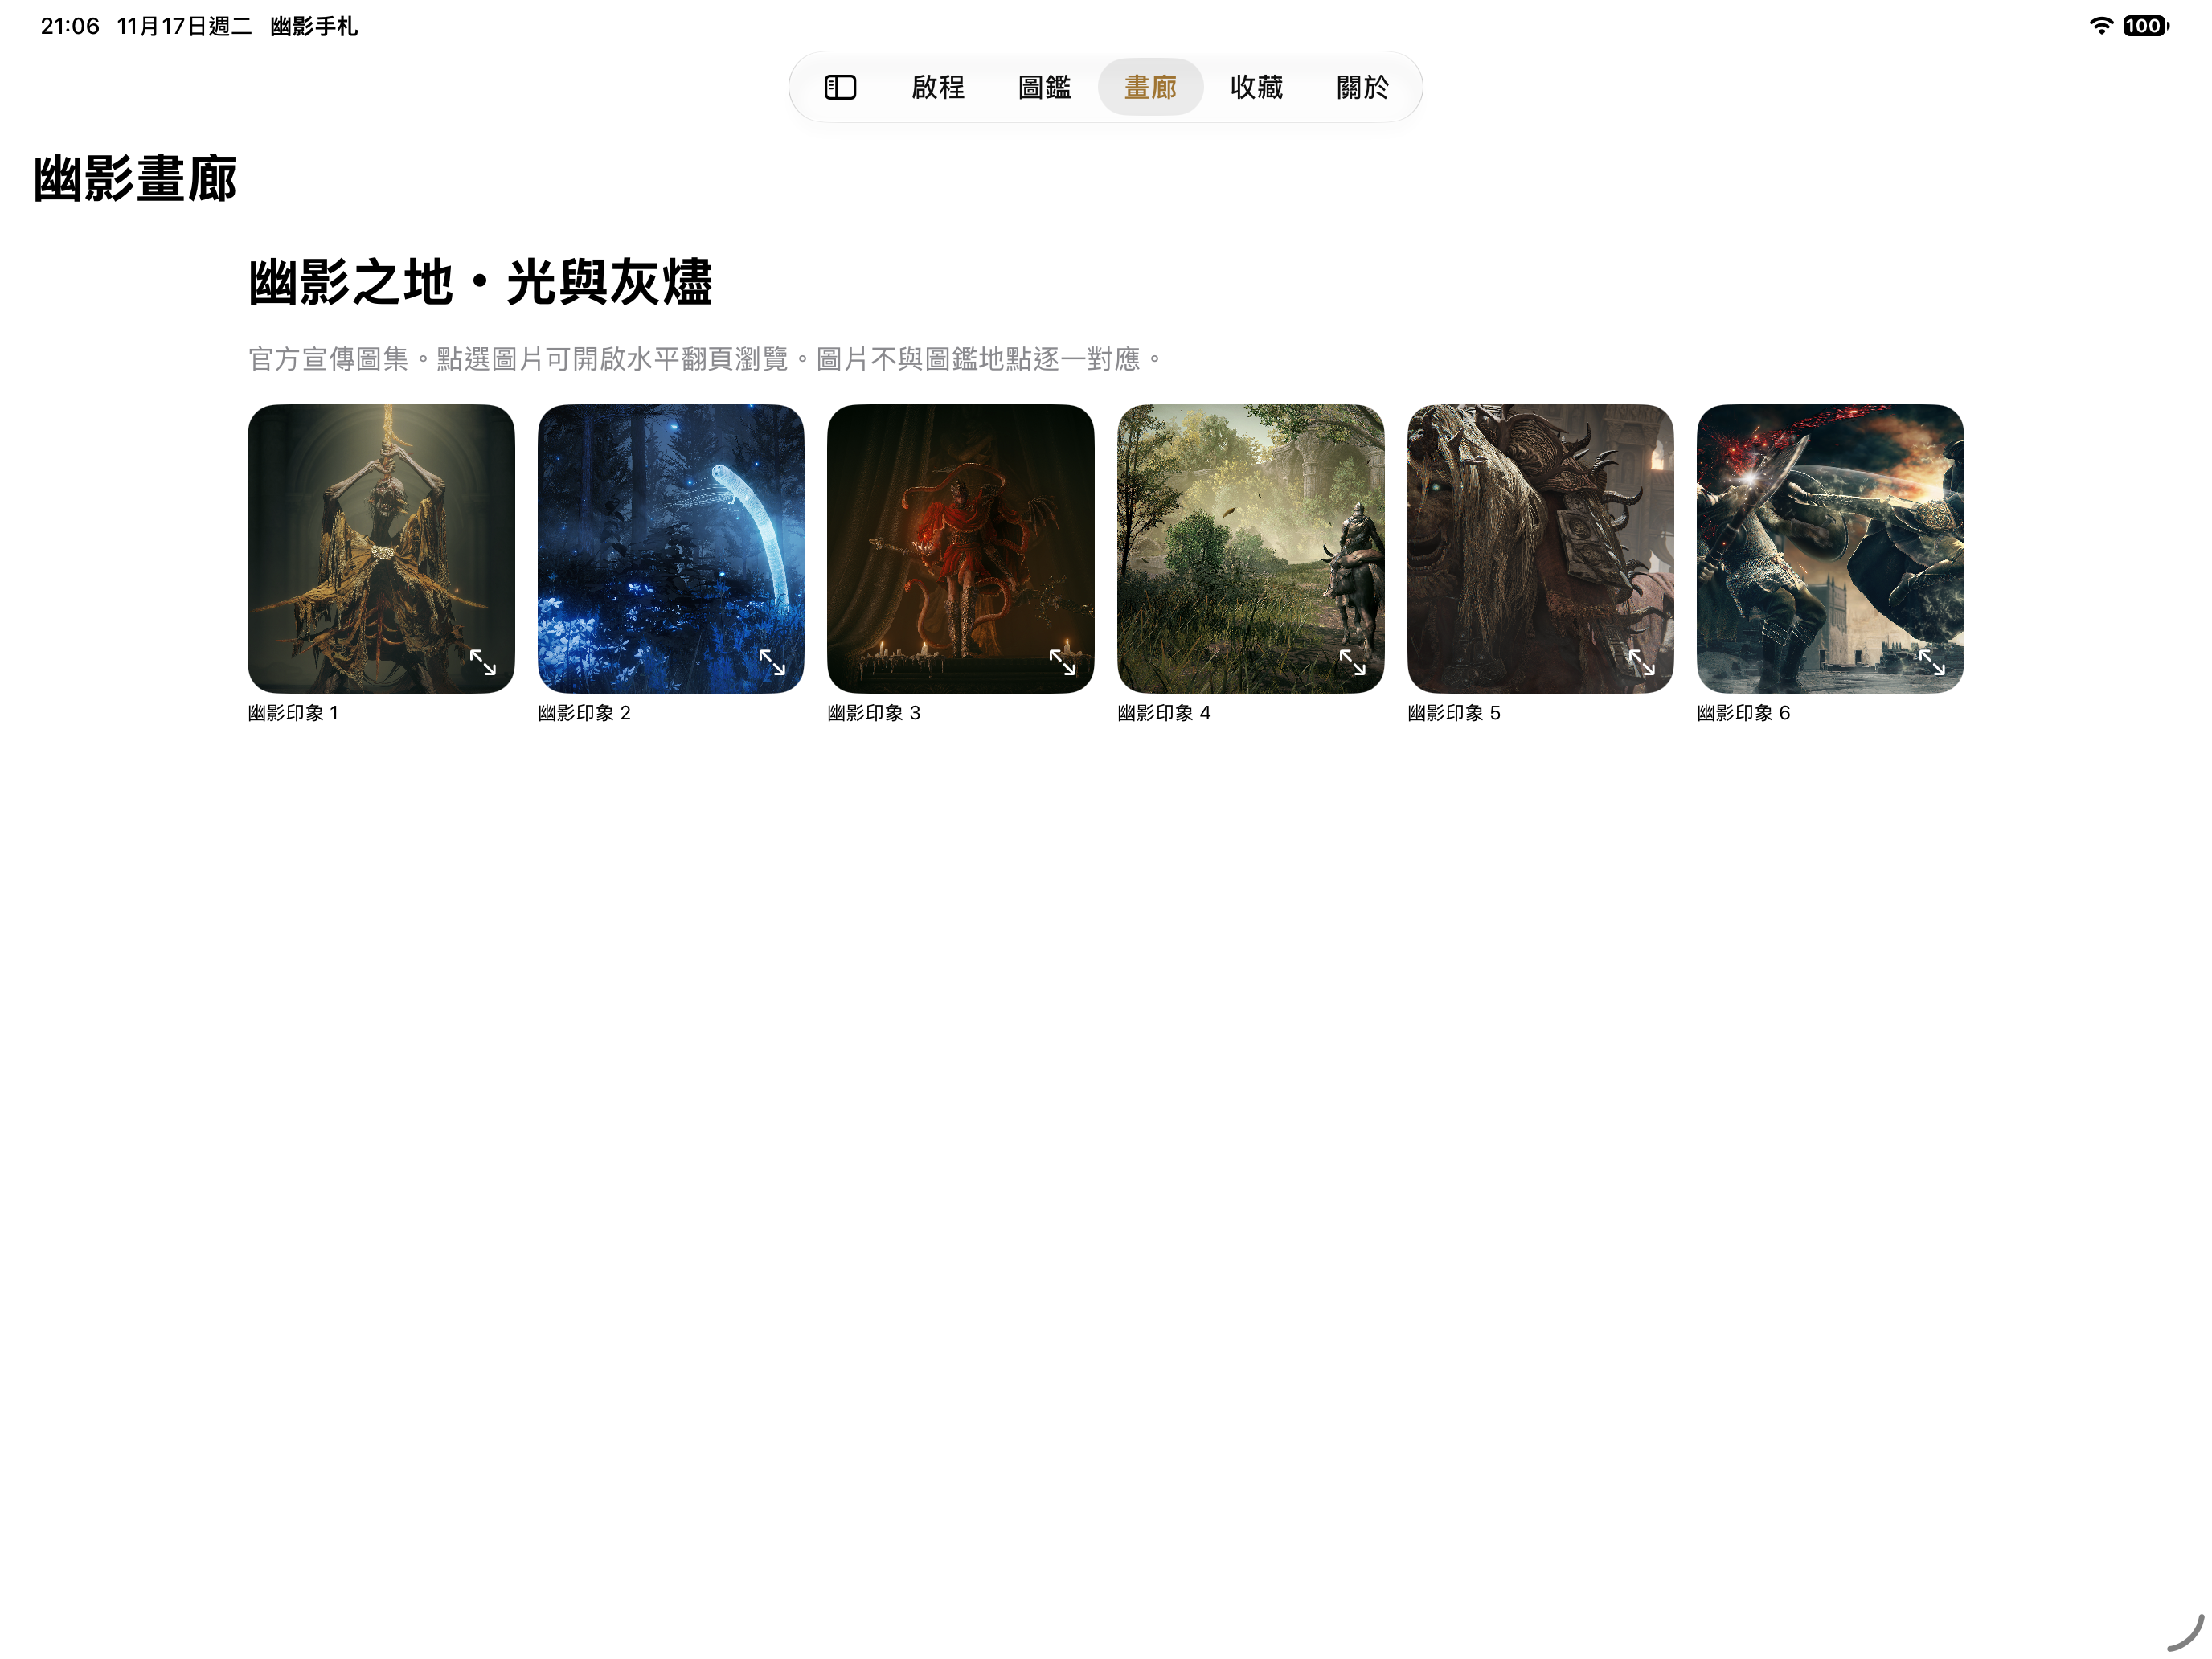 21:06 11月17日週二 幽影手札
100
啟程 圖鑑 畫廊 收藏 關於
幽影畫廊
幽影之地・光與灰燼
官方宣傳圖集。點選圖片可開啟水平翻頁瀏覽。圖片不與圖鑑地點逐一對應。
幽影印象 1 幽影印象 2 幽影印象 3 幽影印象 4 幽影印象 5 幽影印象 6